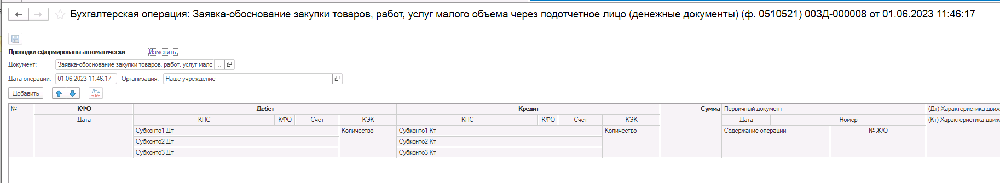 Бухгалтерская операция: Заявка-обоснование закупки товаров, работ, услуг малого объема через подотчетное лицо (денежные документы) (ф. 0510521) 00ЗД-000008 от 01.06.2023 11:46:17
Проводки сформированы автоматически Изменить
Документ: Заявка-обоснование закупки товаров, работ, услуг мало ...
Дата операции: 01.06.2023 11:46:17 Организация: Наше учреждение
Добавить Дт Кт
№ КФО Дебет Кредит Сумма Первичный документ (Дт) Характеристика движ
Дата КПС КФО Счет КЭК КПС КФО Счет КЭК Дата Номер (Кт) Характеристика движ
Субконто1 Дт Количество Субконто1 Кт Количество Содержание операции № Ж/О
Субконто2 Дт Субконто2 Кт
Субконто3 Дт Субконто3 Кт